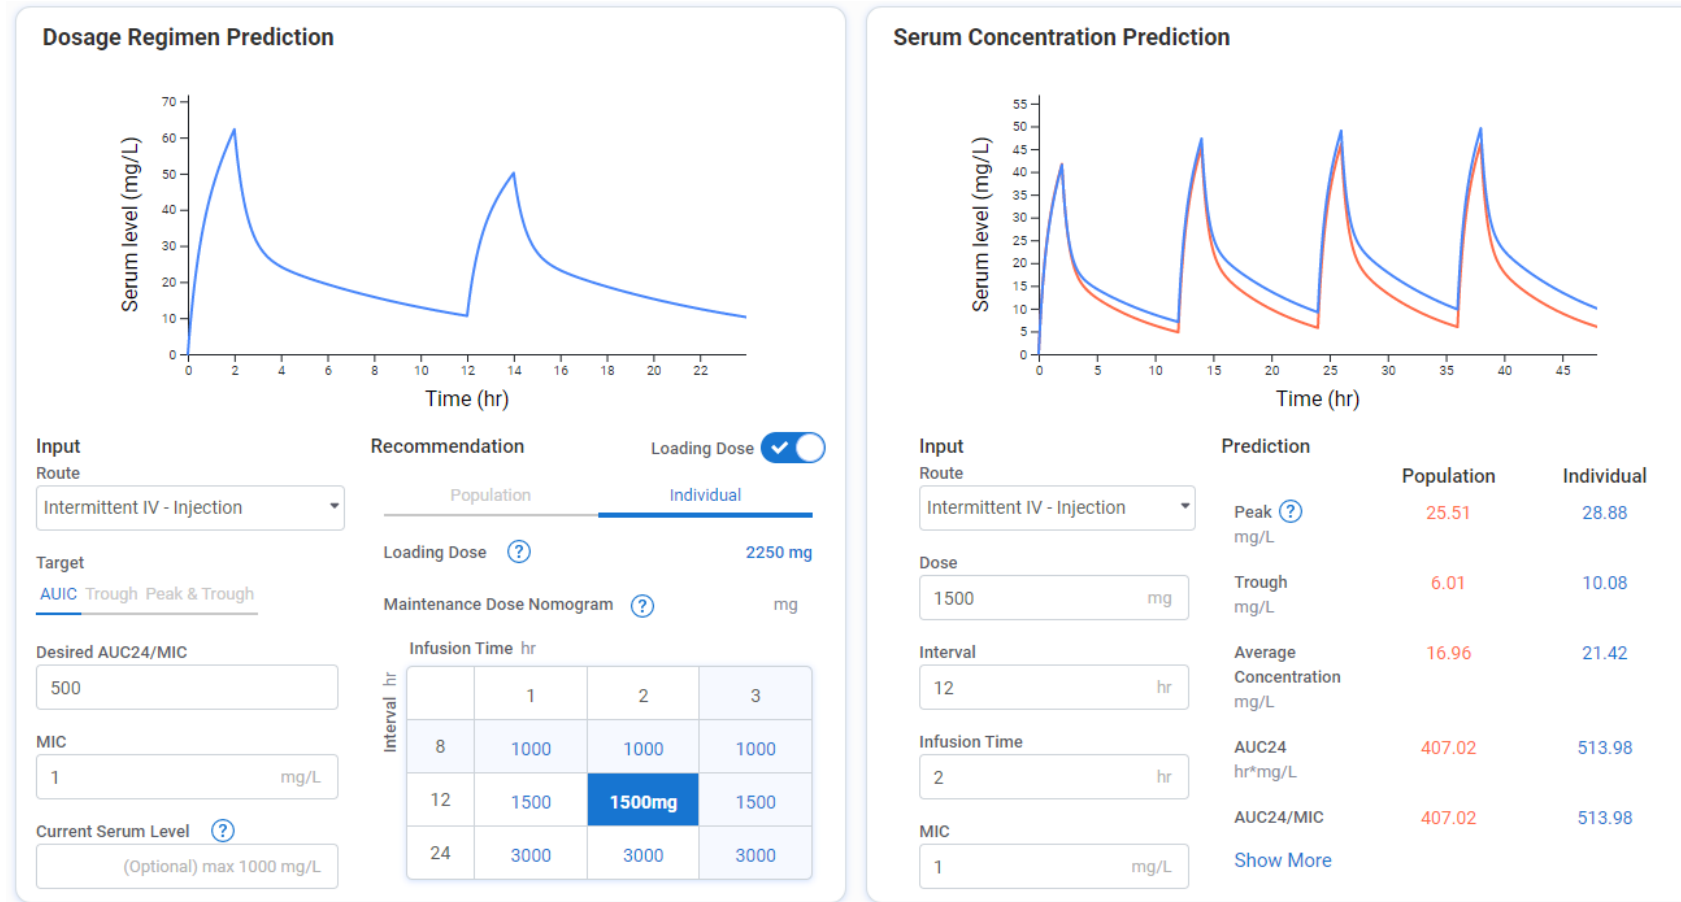 Dosage Regimen Prediction
70
60
50
40
30
20
10
0
Serum level (mg/L)
0 2 4 6 8 10 12 14 16 18 20 22
Time (hr)
Input
Route
Intermittent IV - Injection
Target
AUIC Trough Peak & Trough
Desired AUC24/MIC
500
MIC
1 mg/L
Current Serum Level ?
(Optional) max 1000 mg/L
Recommendation Loading Dose
Population Individual
Loading Dose ? 2250 mg
Maintenance Dose Nomogram ? mg
Infusion Time hr
Interval hr
1 2 3
8 1000 1000 1000
12 1500 1500mg 1500
24 3000 3000 3000
Serum Concentration Prediction
55
50
45
40
35
30
25
20
15
10
5
0
Serum level (mg/L)
0 5 10 15 20 25 30 35 40 45
Time (hr)
Input
Route
Intermittent IV - Injection
Dose
1500 mg
Interval
12 hr
Infusion Time
2 hr
MIC
1 mg/L
Prediction
Population Individual
Peak ? 25.51 28.88
mg/L
Trough 6.01 10.08
mg/L
Average 16.96 21.42
Concentration
mg/L
AUC24 407.02 513.98
hr*mg/L
AUC24/MIC 407.02 513.98
Show More